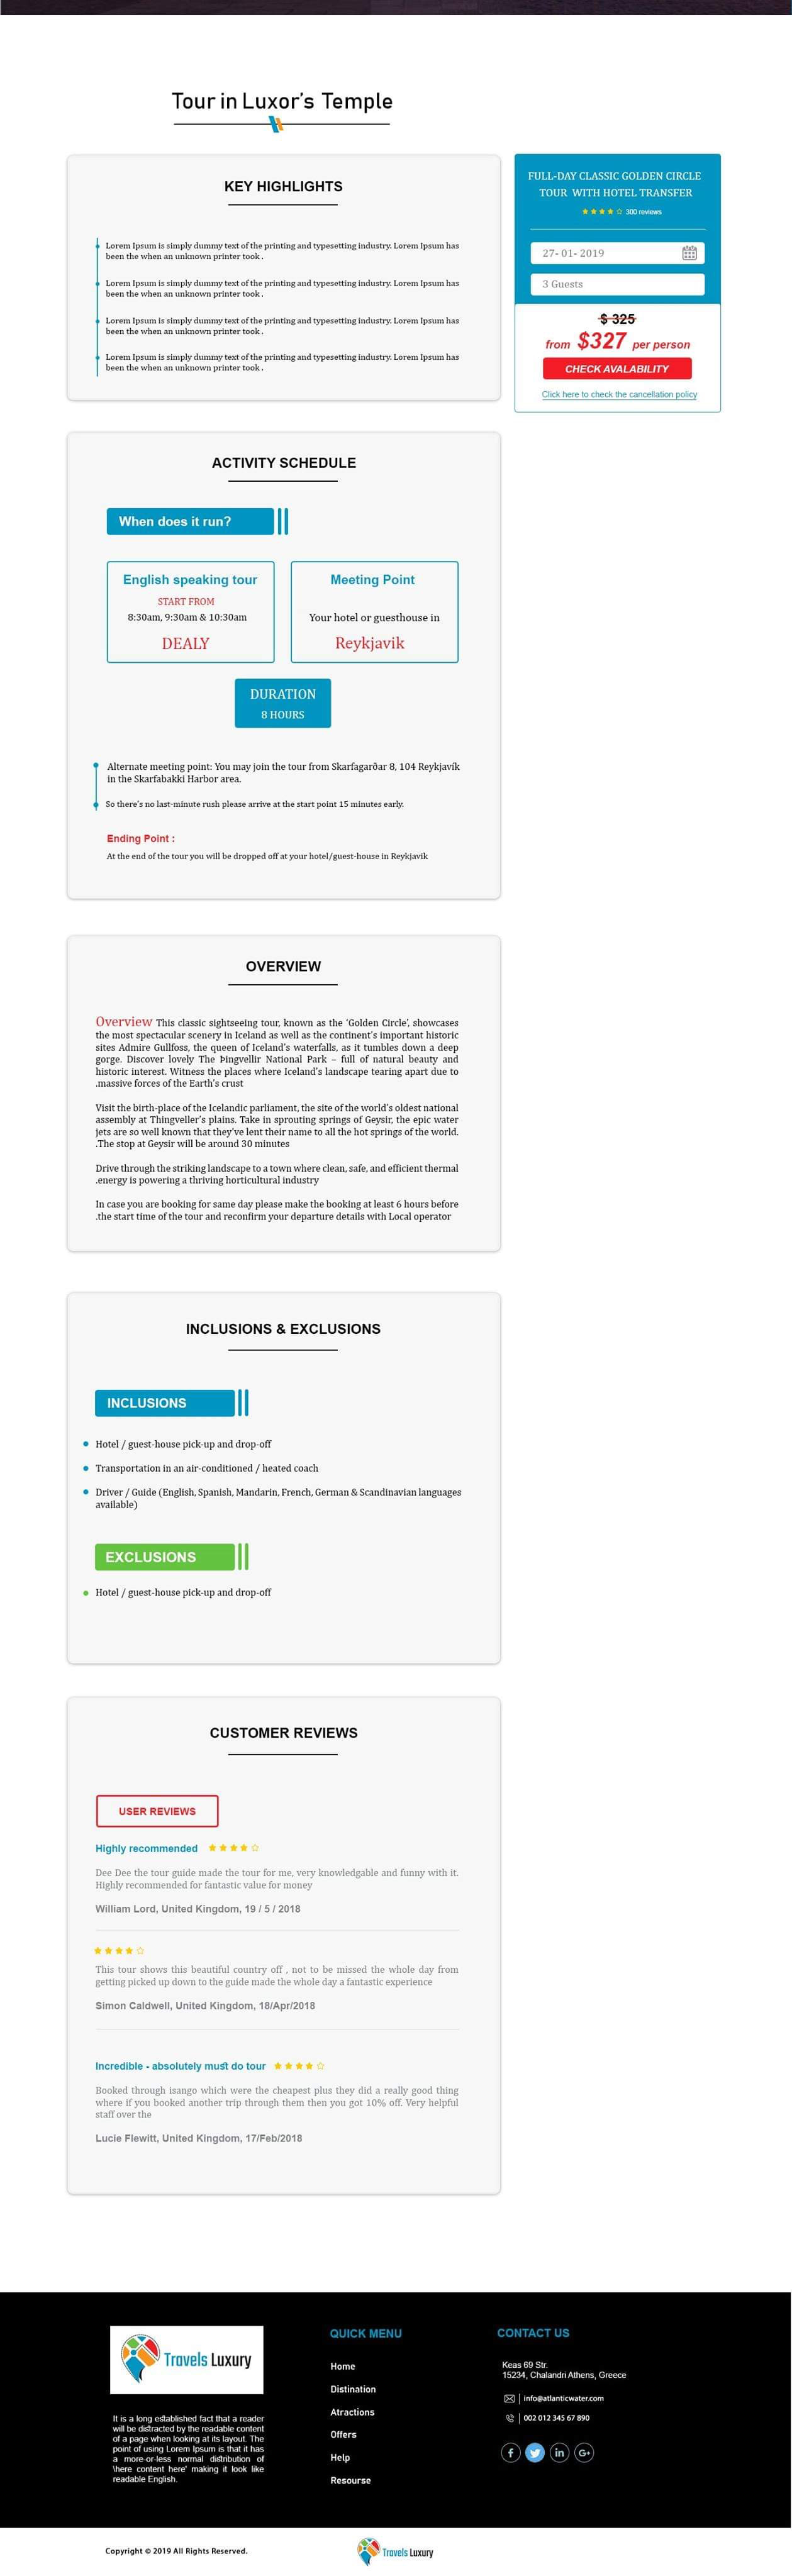 Tour in Luxor's Temple
KEY HIGHLIGHTS
Lorem Ipsum is simply dummy text of the printing and typesetting industry. Lorem Ipsum has
been the when an unknown printer took .
Lorem Ipsum is simply dummy text of the printing and typesetting industry. Lorem Ipsum has
been the when an unknown printer took .
Lorem Ipsum is simply dummy text of the printing and typesetting industry. Lorem Ipsum has
been the when an unknown printer took .
Lorem Ipsum is simply dummy text of the printing and typesetting industry. Lorem Ipsum has
been the when an unknown printer took .
FULL-DAY CLASSIC GOLDEN CIRCLE
TOUR WITH HOTEL TRANSFER
300 reviews
27- 01- 2019
3 Guests
$ 325
from $327 per person
CHECK AVALABILITY
Click here to check the cancellation policy
ACTIVITY SCHEDULE
When does it run?
English speaking tour
START FROM
8:30am, 9:30am & 10:30am
DEALY
Meeting Point
Your hotel or guesthouse in
Reykjavik
DURATION
8 HOURS
Alternate meeting point: You may join the tour from Skarfagarðar 8, 104 Reykjavík
in the Skarfabakki Harbor area.
So there's no last-minute rush please arrive at the start point 15 minutes early.
Ending Point :
At the end of the tour you will be dropped off at your hotel/guest-house in Reykjavik
OVERVIEW
Overview This classic sightseeing tour, known as the 'Golden Circle', showcases
the most spectacular scenery in Iceland as well as the continent's important historic
sites Admire Gullfoss, the queen of Iceland's waterfalls, as it tumbles down a deep
gorge. Discover lovely The Þingvellir National Park – full of natural beauty and
historic interest. Witness the places where Iceland's landscape tearing apart due to
.massive forces of the Earth's crust
Visit the birth-place of the Icelandic parliament, the site of the world's oldest national
assembly at Thingveller's plains. Take in sprouting springs of Geysir, the epic water
jets are so well known that they've lent their name to all the hot springs of the world.
.The stop at Geysir will be around 30 minutes
Drive through the striking landscape to a town where clean, safe, and efficient thermal
.energy is powering a thriving horticultural industry
In case you are booking for same day please make the booking at least 6 hours before
.the start time of the tour and reconfirm your departure details with Local operator
INCLUSIONS & EXCLUSIONS
INCLUSIONS
Hotel / guest-house pick-up and drop-off
Transportation in an air-conditioned / heated coach
Driver / Guide (English, Spanish, Mandarin, French, German & Scandinavian languages
available)
EXCLUSIONS
Hotel / guest-house pick-up and drop-off
CUSTOMER REVIEWS
USER REVIEWS
Highly recommended
Dee Dee the tour guide made the tour for me, very knowledgable and funny with it.
Highly recommended for fantastic value for money
William Lord, United Kingdom, 19 / 5 / 2018
This tour shows this beautiful country off , not to be missed the whole day from
getting picked up down to the guide made the whole day a fantastic experience
Simon Caldwell, United Kingdom, 18/Apr/2018
Incredible - absolutely must do tour
Booked through isango which were the cheapest plus they did a really good thing
where if you booked another trip through them then you got 10% off. Very helpful
staff over the
Lucie Flewitt, United Kingdom, 17/Feb/2018
Travels Luxury
It is a long established fact that a reader
will be distracted by the readable content
of a page when looking at its layout. The
point of using Lorem Ipsum is that it has
a more-or-less normal distribution of
\here content here' making it look like
readable English.
QUICK MENU
Home
Distination
Atractions
Offers
Help
Resourse
CONTACT US
Keas 69 Str.
15234, Chalandri Athens, Greece
info@atlanticwater.com
002 012 345 67 890
f
in
G+
Copyright © 2019 All Rights Reserved.
Travels Luxury